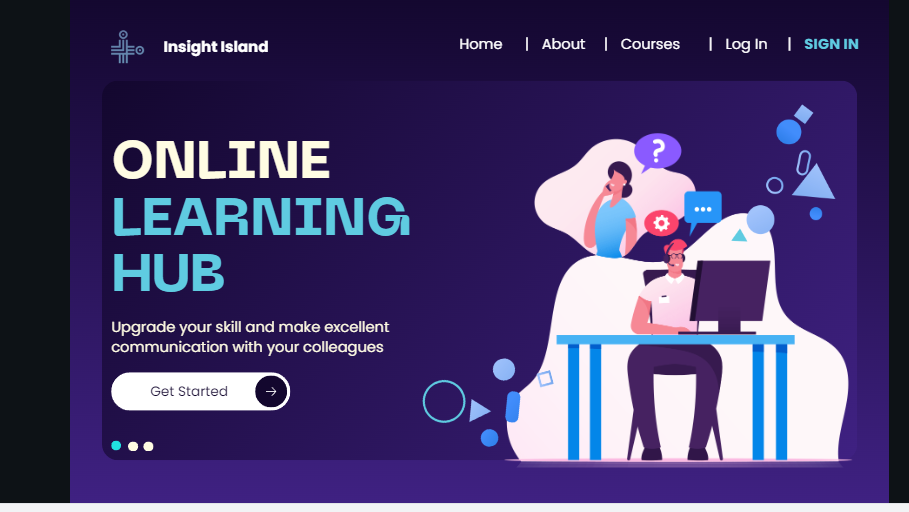 Insight Island
Home | About | Courses | Log In | SIGN IN
ONLINE
LEARNING
HUB
Upgrade your skill and make excellent
communication with your colleagues
Get Started →
?